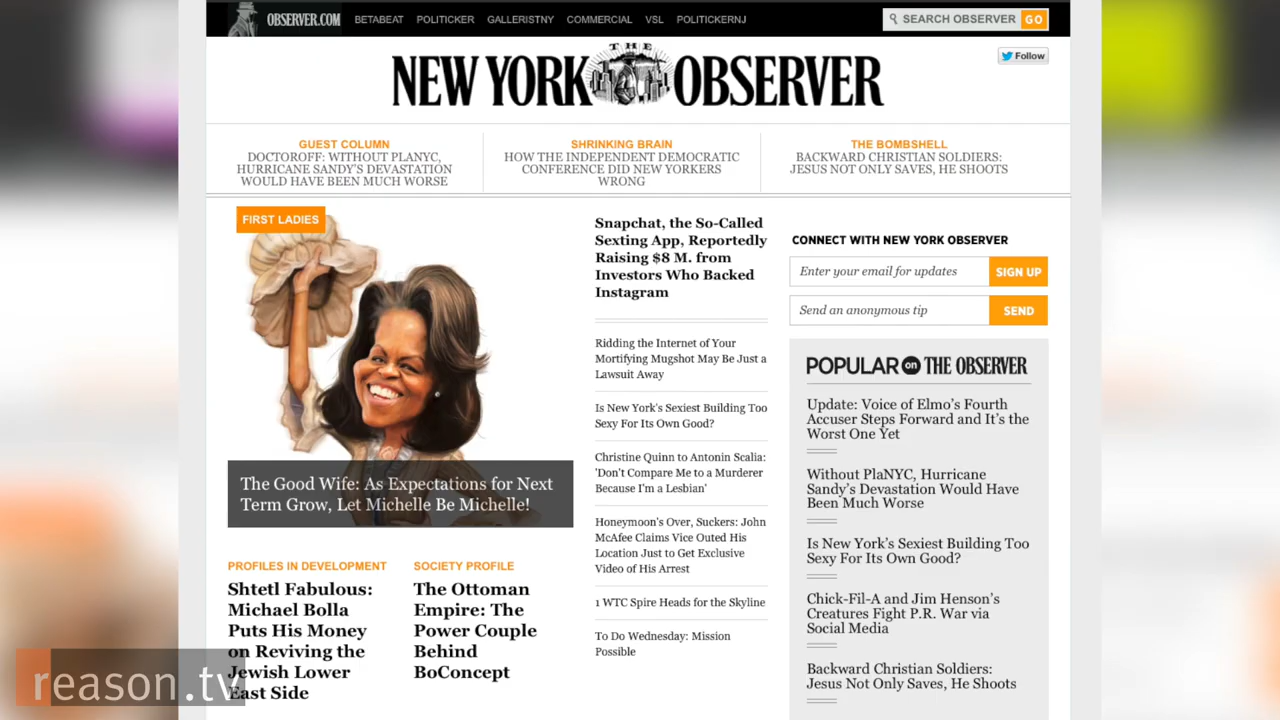 OBSERVER.COM BETABEAT POLITICKER GALLERISTNY COMMERCIAL VSL POLITICKERNJ SEARCH OBSERVER GO
THE
NEW YORK OBSERVER
Follow
GUEST COLUMN
DOCTOROFF: WITHOUT PLANYC,
HURRICANE SANDY'S DEVASTATION
WOULD HAVE BEEN MUCH WORSE
SHRINKING BRAIN
HOW THE INDEPENDENT DEMOCRATIC
CONFERENCE DID NEW YORKERS
WRONG
THE BOMBSHELL
BACKWARD CHRISTIAN SOLDIERS:
JESUS NOT ONLY SAVES, HE SHOOTS
FIRST LADIES
The Good Wife: As Expectations for Next
Term Grow, Let Michelle Be Michelle!
PROFILES IN DEVELOPMENT
Shtetl Fabulous:
Michael Bolla
Puts His Money
on Reviving the
Jewish Lower
East Side
SOCIETY PROFILE
The Ottoman
Empire: The
Power Couple
Behind
BoConcept
Snapchat, the So-Called
Sexting App, Reportedly
Raising $8 M. from
Investors Who Backed
Instagram
Ridding the Internet of Your
Mortifying Mugshot May Be Just a
Lawsuit Away
Is New York's Sexiest Building Too
Sexy For Its Own Good?
Christine Quinn to Antonin Scalia:
'Don't Compare Me to a Murderer
Because I'm a Lesbian'
Honeymoon's Over, Suckers: John
McAfee Claims Vice Outed His
Location Just to Get Exclusive
Video of His Arrest
1 WTC Spire Heads for the Skyline
To Do Wednesday: Mission
Possible
CONNECT WITH NEW YORK OBSERVER
Enter your email for updates SIGN UP
Send an anonymous tip SEND
POPULAR on THE OBSERVER
Update: Voice of Elmo's Fourth
Accuser Steps Forward and It's the
Worst One Yet
Without PlaNYC, Hurricane
Sandy's Devastation Would Have
Been Much Worse
Is New York's Sexiest Building Too
Sexy For Its Own Good?
Chick-Fil-A and Jim Henson's
Creatures Fight P.R. War via
Social Media
Backward Christian Soldiers:
Jesus Not Only Saves, He Shoots
reason.tv